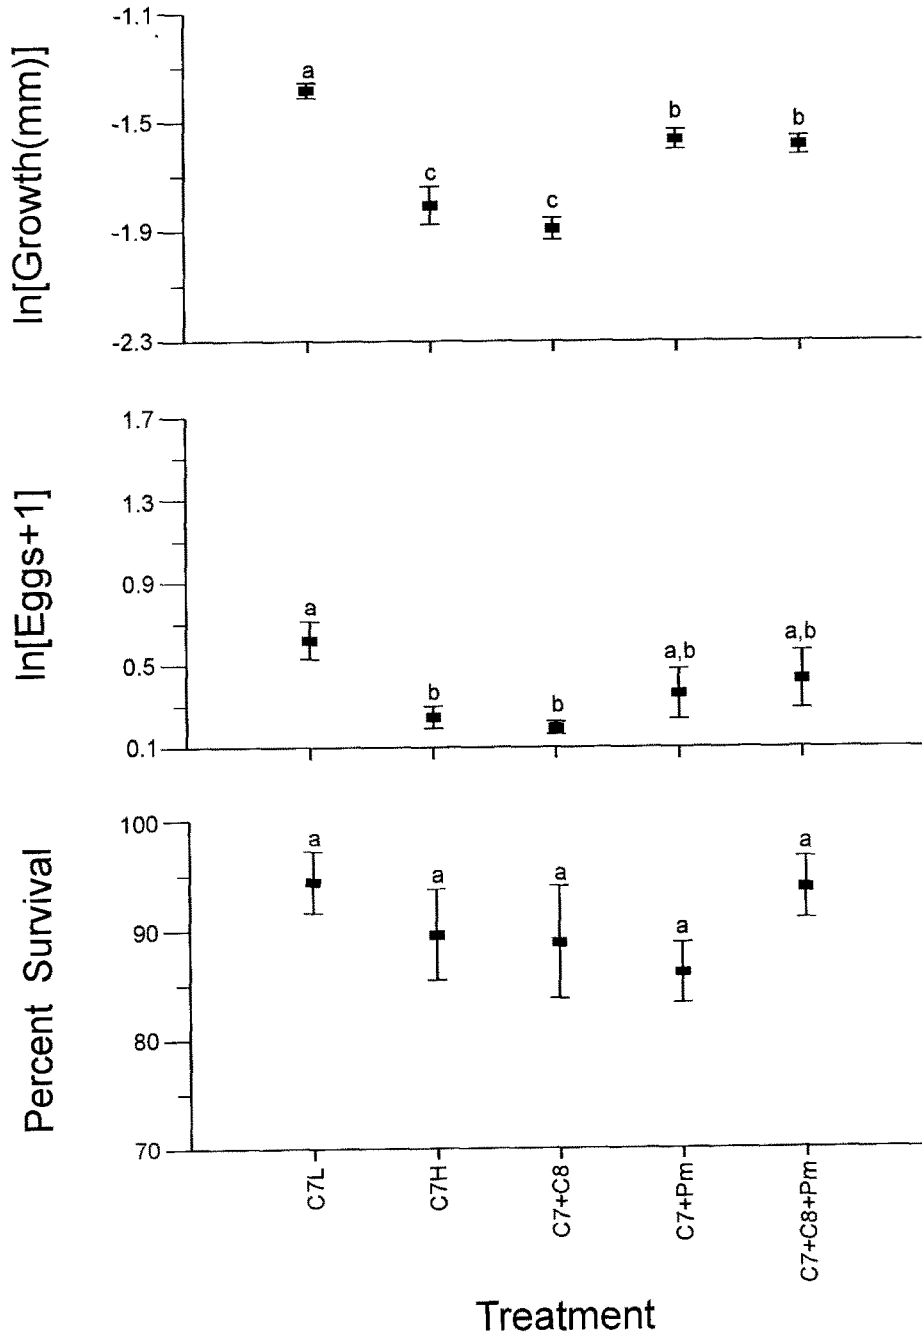 ln[Growth(mm)]
-1.1
-1.5
-1.9
-2.3
a
c
c
b
b
ln[Eggs+1]
1.7
1.3
0.9
0.5
0.1
a
b
b
a,b
a,b
Percent Survival
100
90
80
70
a
a
a
a
a
C7L
C7H
C7+C8
C7+Pm
C7+C8+Pm
Treatment